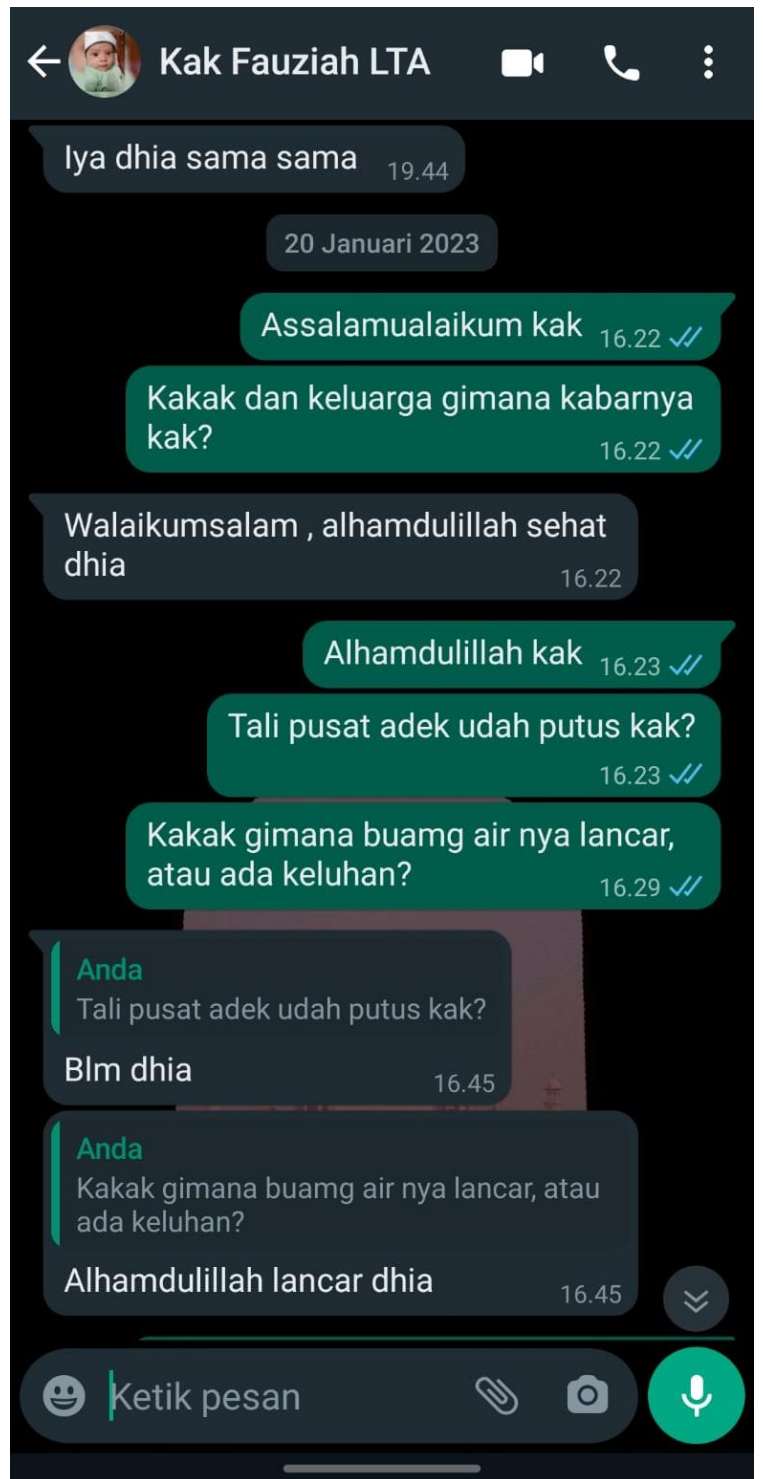 Kak Fauziah LTA
Iya dhia sama sama 19.44
20 Januari 2023
Assalamualaikum kak 16.22
Kakak dan keluarga gimana kabarnya
kak? 16.22
Walaikumsalam , alhamdulillah sehat
dhia 16.22
Alhamdulillah kak 16.23
Tali pusat adek udah putus kak?
16.23
Kakak gimana buamg air nya lancar,
atau ada keluhan? 16.29
Anda
Tali pusat adek udah putus kak?
Blm dhia 16.45
Anda
Kakak gimana buamg air nya lancar, atau
ada keluhan?
Alhamdulillah lancar dhia 16.45
Ketik pesan